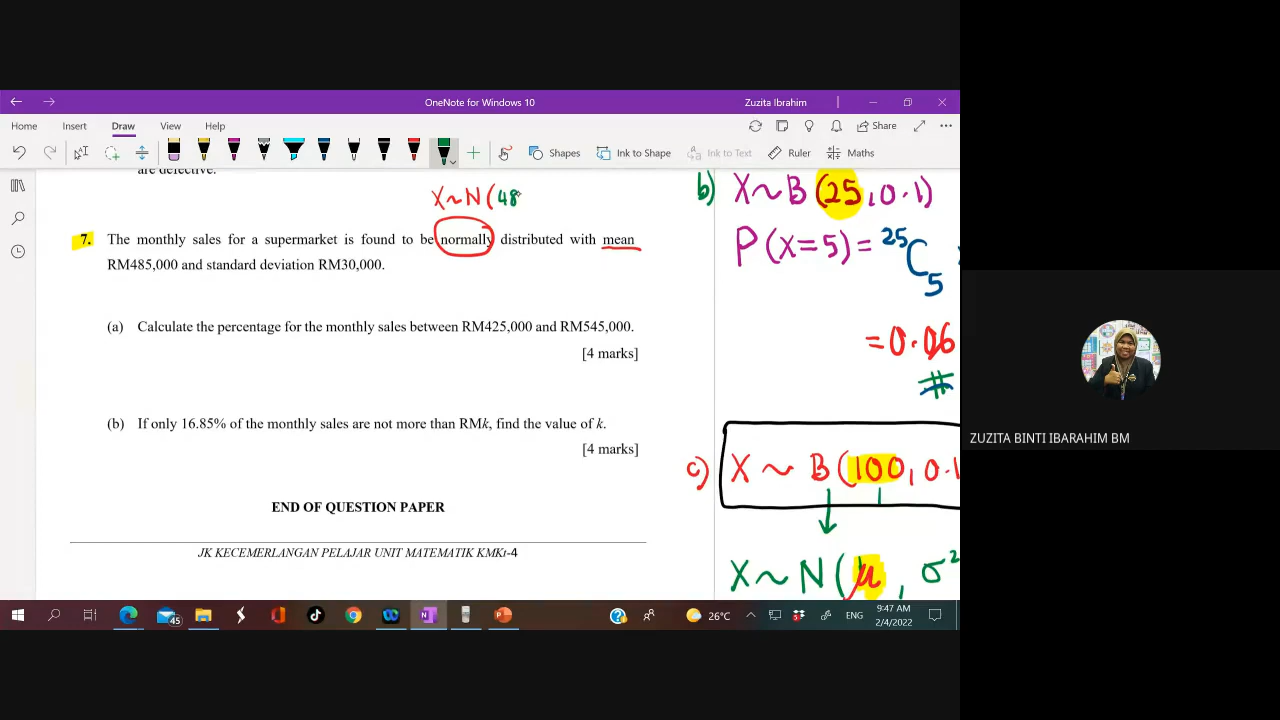 OneNote for Windows 10
Zuzita Ibrahim
Home Insert Draw View Help
Share
Shapes Ink to Shape Ink to Text Ruler Maths
are defective.
X~N(48
7. The monthly sales for a supermarket is found to be normally distributed with mean
RM485,000 and standard deviation RM30,000.
(a) Calculate the percentage for the monthly sales between RM425,000 and RM545,000.
[4 marks]
(b) If only 16.85% of the monthly sales are not more than RMk, find the value of k.
[4 marks]
END OF QUESTION PAPER
JK KECEMERLANGAN PELAJAR UNIT MATEMATIK KMKt-4
b) X~B(25,0.1)
P(X=5) = ²⁵C₅
=0.06
c) X ~ B(100, 0.1
X~N(μ, σ²
ZUZITA BINTI IBARAHIM BM
45
26°C
ENG
9:47 AM
2/4/2022